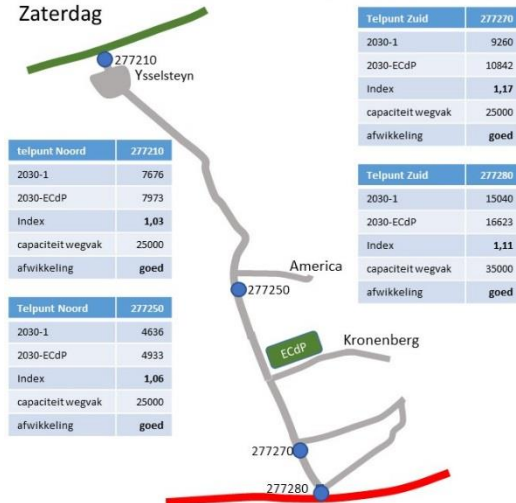 Zaterdag
277210
Ysselsteyn
Telpunt Zuid 277270
2030-1 9260
2030-ECdP 10842
Index 1,17
capaciteit wegvak 25000
afwikkeling goed
telpunt Noord 277210
2030-1 7676
2030-ECdP 7973
Index 1,03
capaciteit wegvak 25000
afwikkeling goed
Telpunt Zuid 277280
2030-1 15040
2030-ECdP 16623
Index 1,11
capaciteit wegvak 35000
afwikkeling goed
America
277250
Telpunt Noord 277250
2030-1 4636
2030-ECdP 4933
Index 1,06
capaciteit wegvak 25000
afwikkeling goed
ECdP
Kronenberg
277270
277280